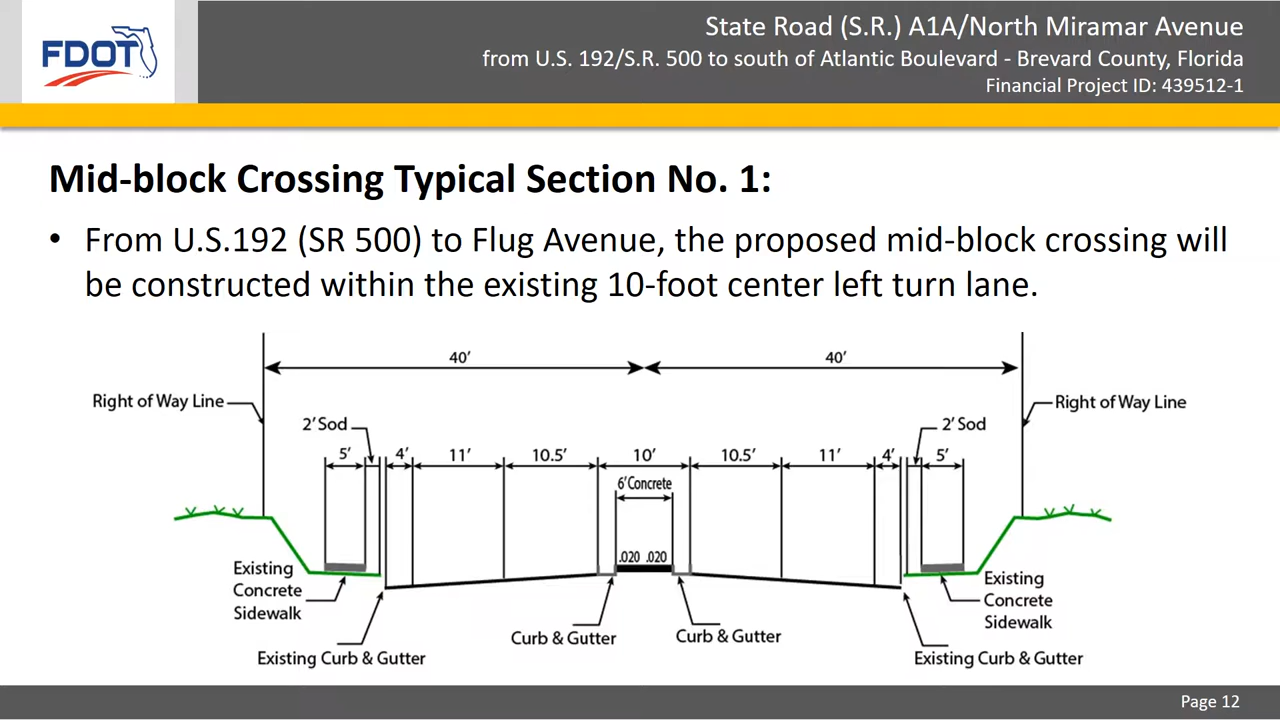 FDOT
State Road (S.R.) A1A/North Miramar Avenue
from U.S. 192/S.R. 500 to south of Atlantic Boulevard - Brevard County, Florida
Financial Project ID: 439512-1
Mid-block Crossing Typical Section No. 1:
• From U.S.192 (SR 500) to Flug Avenue, the proposed mid-block crossing will
be constructed within the existing 10-foot center left turn lane.
40' 40'
Right of Way Line Right of Way Line
2' Sod 2' Sod
5' 4' 11' 10.5' 10' 10.5' 11' 4' 5'
6' Concrete
.020 .020
Existing
Concrete
Sidewalk
Existing
Concrete
Sidewalk
Curb & Gutter Curb & Gutter
Existing Curb & Gutter Existing Curb & Gutter
Page 12